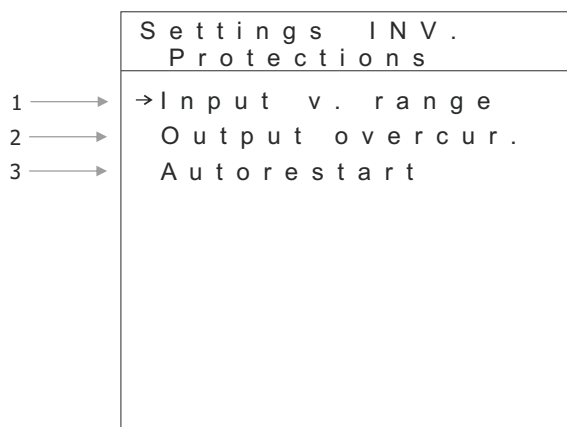 Settings INV.
Protections
1 →Input v. range
2 Output overcur.
3 Autorestart